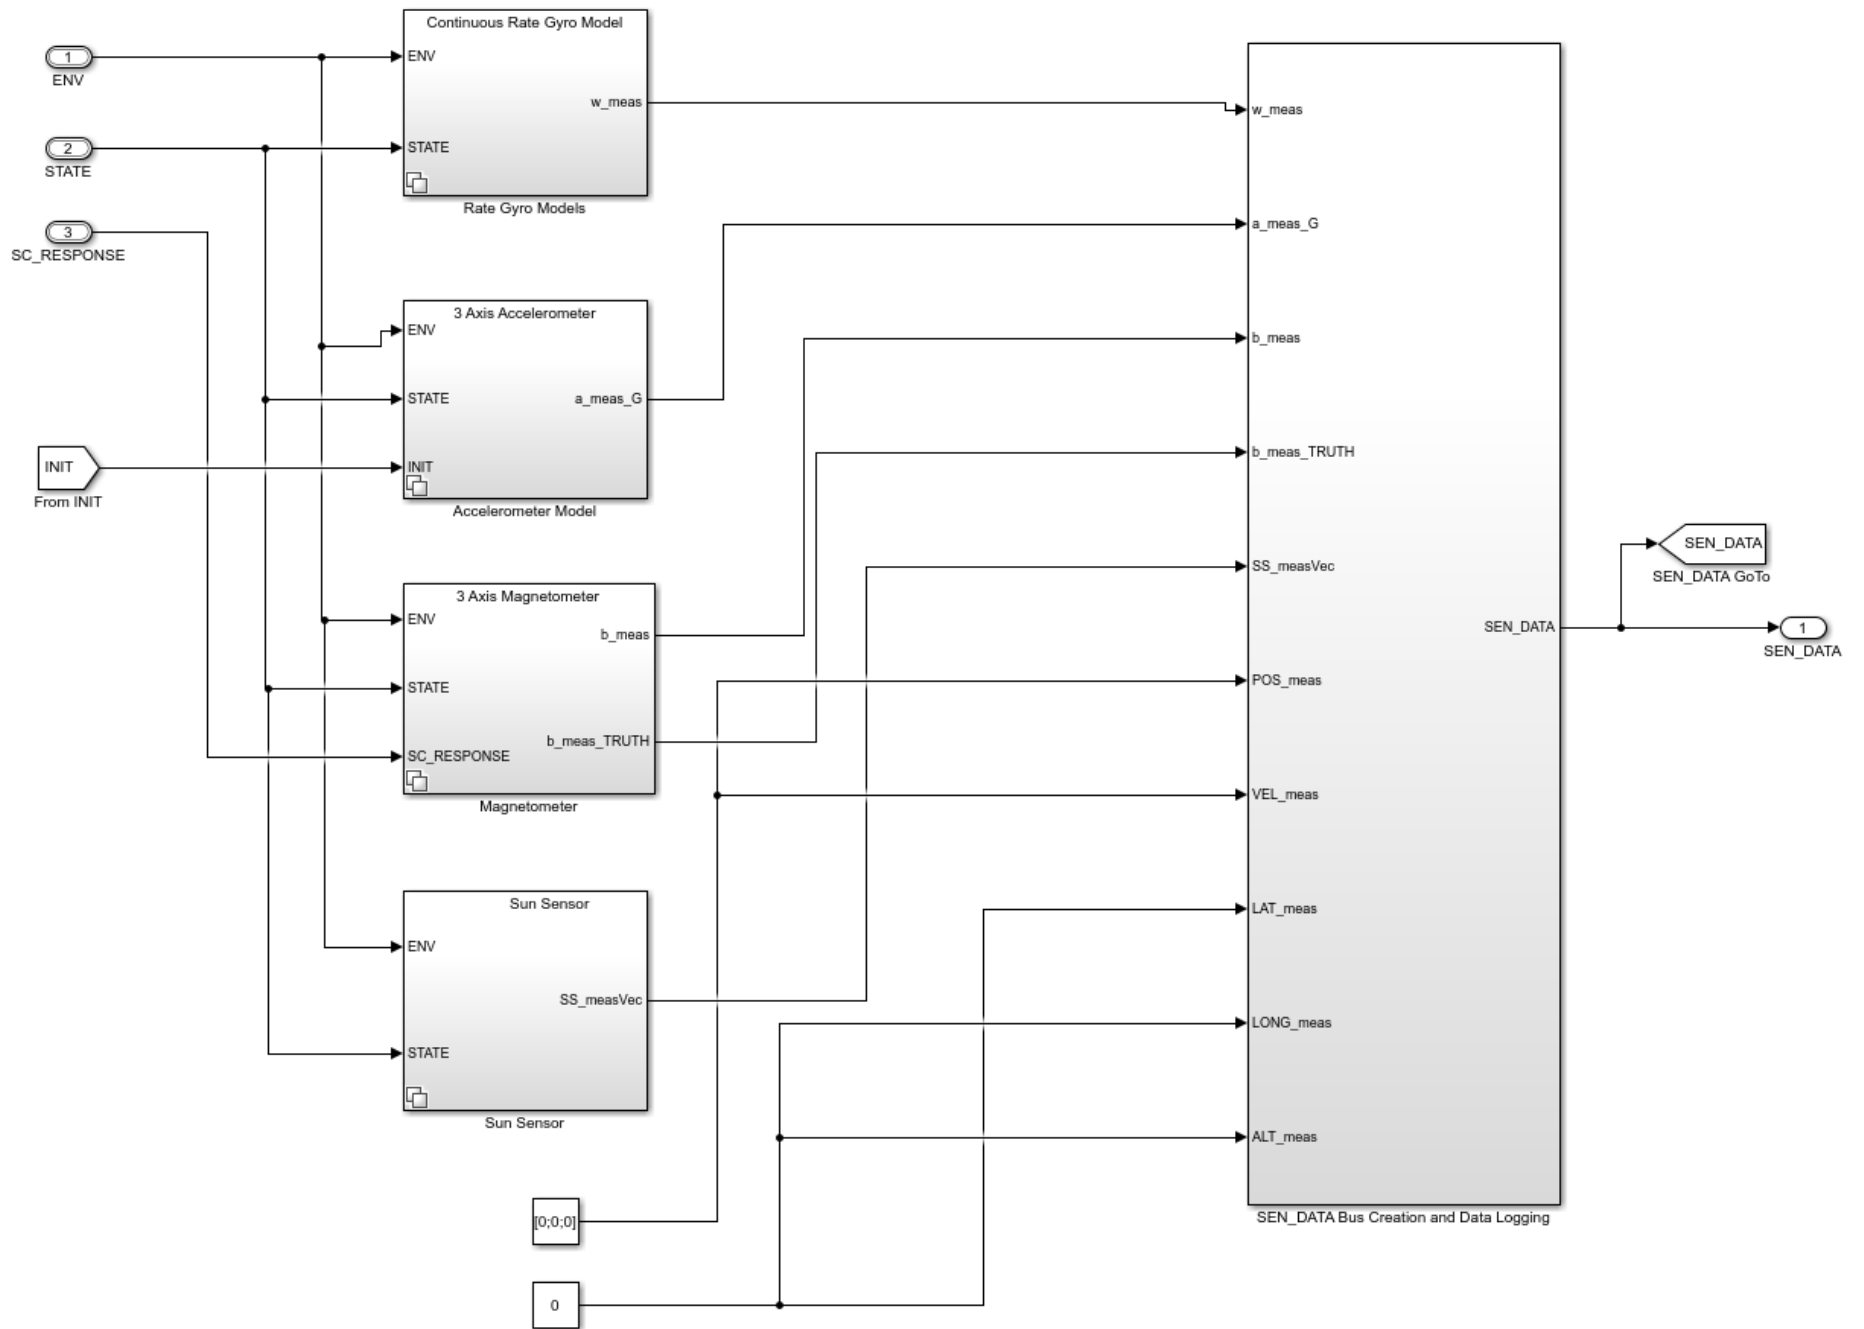 1
ENV
2
STATE
3
SC_RESPONSE
INIT
From INIT
Continuous Rate Gyro Model
ENV
w_meas
STATE
Rate Gyro Models
3 Axis Accelerometer
ENV
STATE
a_meas_G
INIT
Accelerometer Model
3 Axis Magnetometer
ENV
b_meas
STATE
b_meas_TRUTH
SC_RESPONSE
Magnetometer
Sun Sensor
ENV
SS_measVec
STATE
Sun Sensor
[0;0;0]
0
w_meas
a_meas_G
b_meas
b_meas_TRUTH
SS_measVec
SEN_DATA
POS_meas
VEL_meas
LAT_meas
LONG_meas
ALT_meas
SEN_DATA Bus Creation and Data Logging
SEN_DATA
SEN_DATA GoTo
1
SEN_DATA